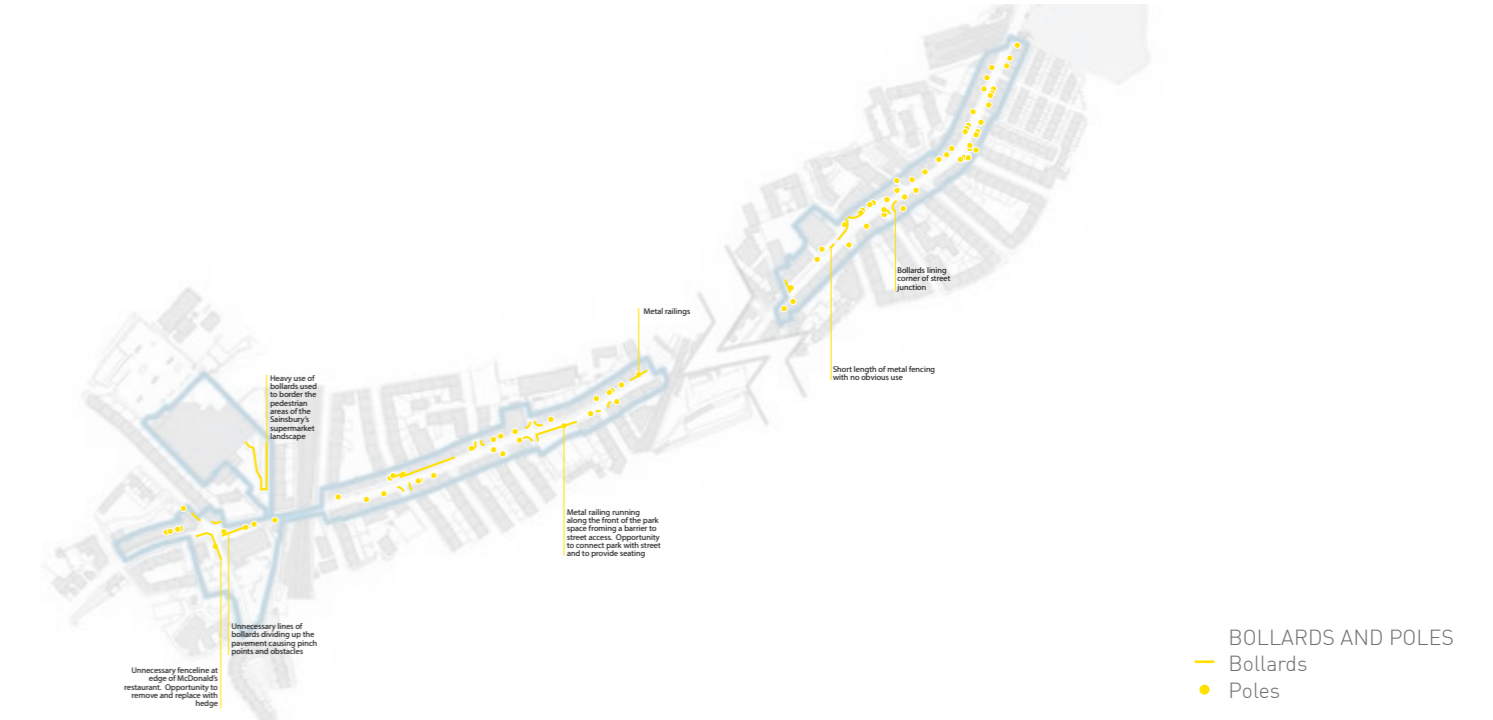 Bollards lining
corner of street
junction
Metal railings
Short length of metal fencing
with no obvious use
Heavy use of
bollards used
to border the
pedestrian
areas of the
Sainsbury's
supermarket
landscape
Metal railing running
along the front of the park
space froming a barrier to
street access. Opportunity
to connect park with street
and to provide seating
Unnecessary lines of
bollards dividing up the
pavement causing pinch
points and obstacles
Unnecessary fenceline at
edge of McDonald's
restaurant. Opportunity to
remove and replace with
hedge
BOLLARDS AND POLES
Bollards
Poles